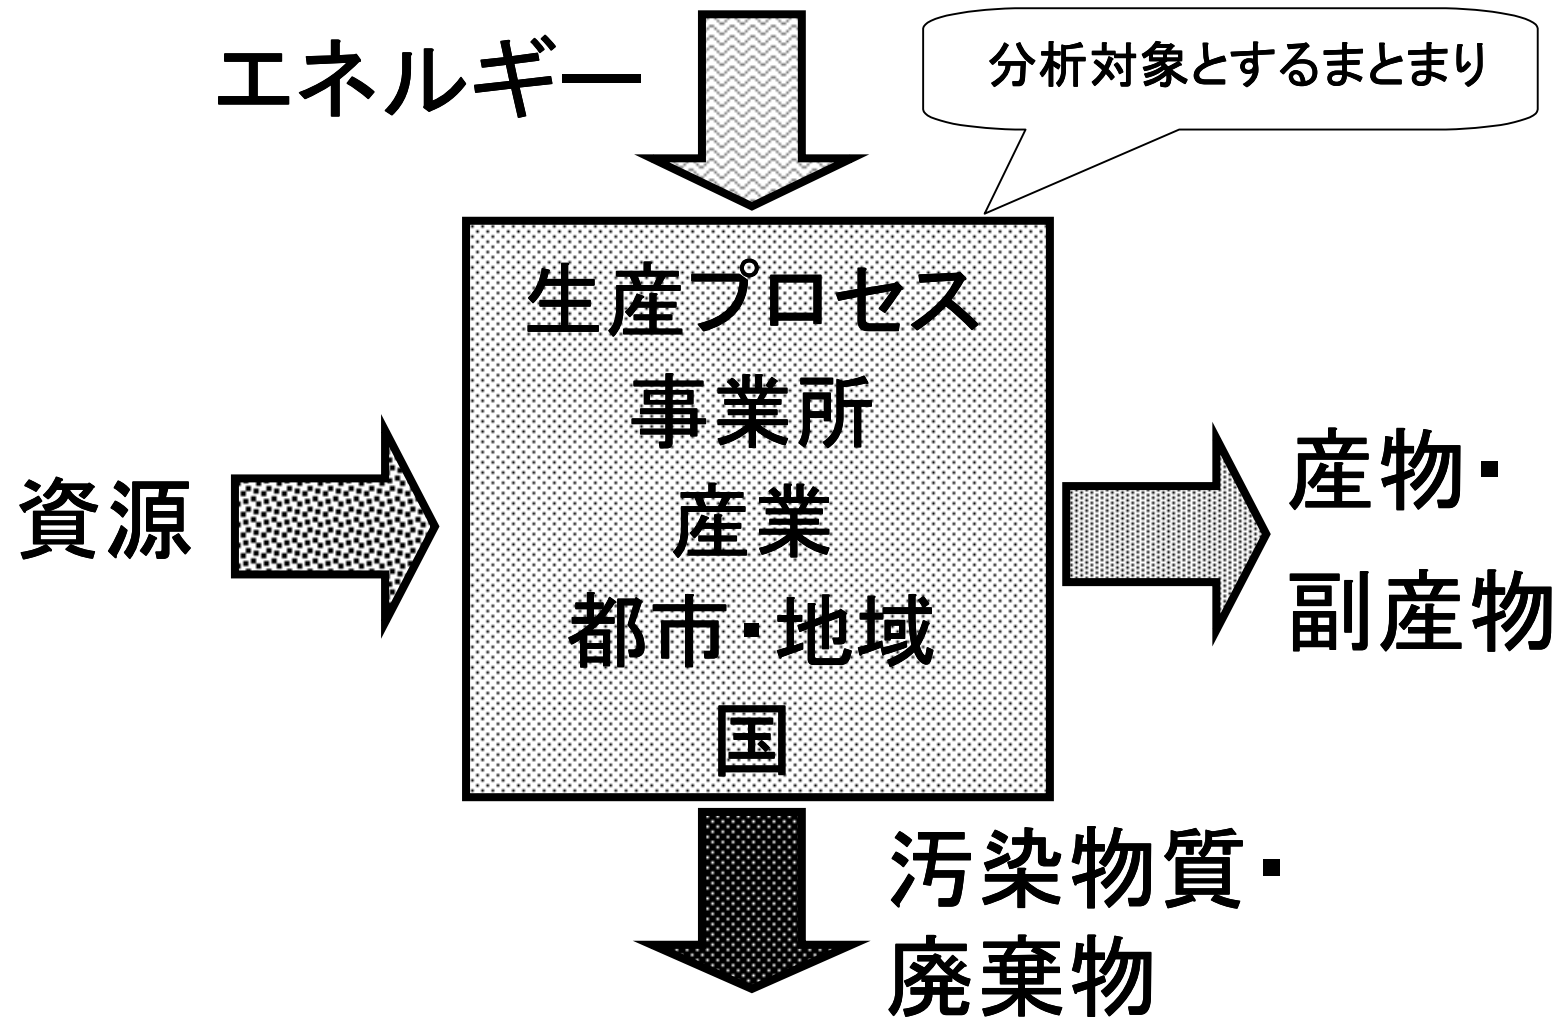 エネルギー
分析対象とするまとまり
生産プロセス
事業所
産業
都市・地域
国
資源
産物・
副産物
汚染物質・
廃棄物